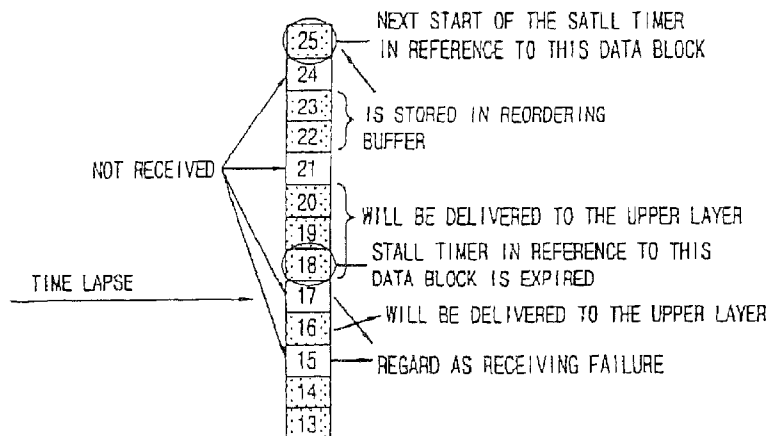 NEXT START OF THE SATLL TIMER
IN REFERENCE TO THIS DATA BLOCK
25
24
23
22
IS STORED IN REORDERING
BUFFER
NOT RECEIVED
21
20
19
WILL BE DELIVERED TO THE UPPER LAYER
18
STALL TIMER IN REFERENCE TO THIS
DATA BLOCK IS EXPIRED
TIME LAPSE
17
16
WILL BE DELIVERED TO THE UPPER LAYER
15
REGARD AS RECEIVING FAILURE
14
13